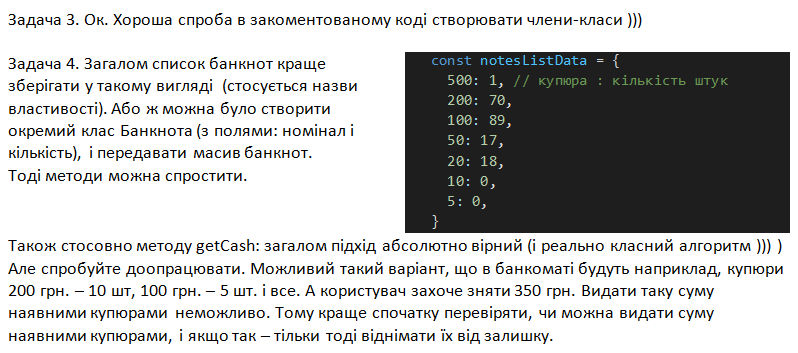 Задача 3. Ок. Хороша спроба в закоментованому коді створювати члени-класи )))
Задача 4. Загалом список банкнот краще
зберігати у такому вигляді (стосується назви
властивості). Або ж можна було створити
окремий клас Банкнота (з полями: номінал і
кількість), і передавати масив банкнот.
Тоді методи можна спростити.
const notesListData = {
500: 1, // купюра : кількість штук
200: 70,
100: 89,
50: 17,
20: 18,
10: 0,
5: 0,
}
Також стосовно методу getCash: загалом підхід абсолютно вірний (і реально класний алгоритм ))) )
Але спробуйте доопрацювати. Можливий такий варіант, що в банкоматі будуть наприклад, купюри
200 грн. – 10 шт, 100 грн. – 5 шт. і все. А користувач захоче зняти 350 грн. Видати таку суму
наявними купюрами неможливо. Тому краще спочатку перевіряти, чи можна видати суму
наявними купюрами, і якщо так – тільки тоді віднімати їх від залишку.